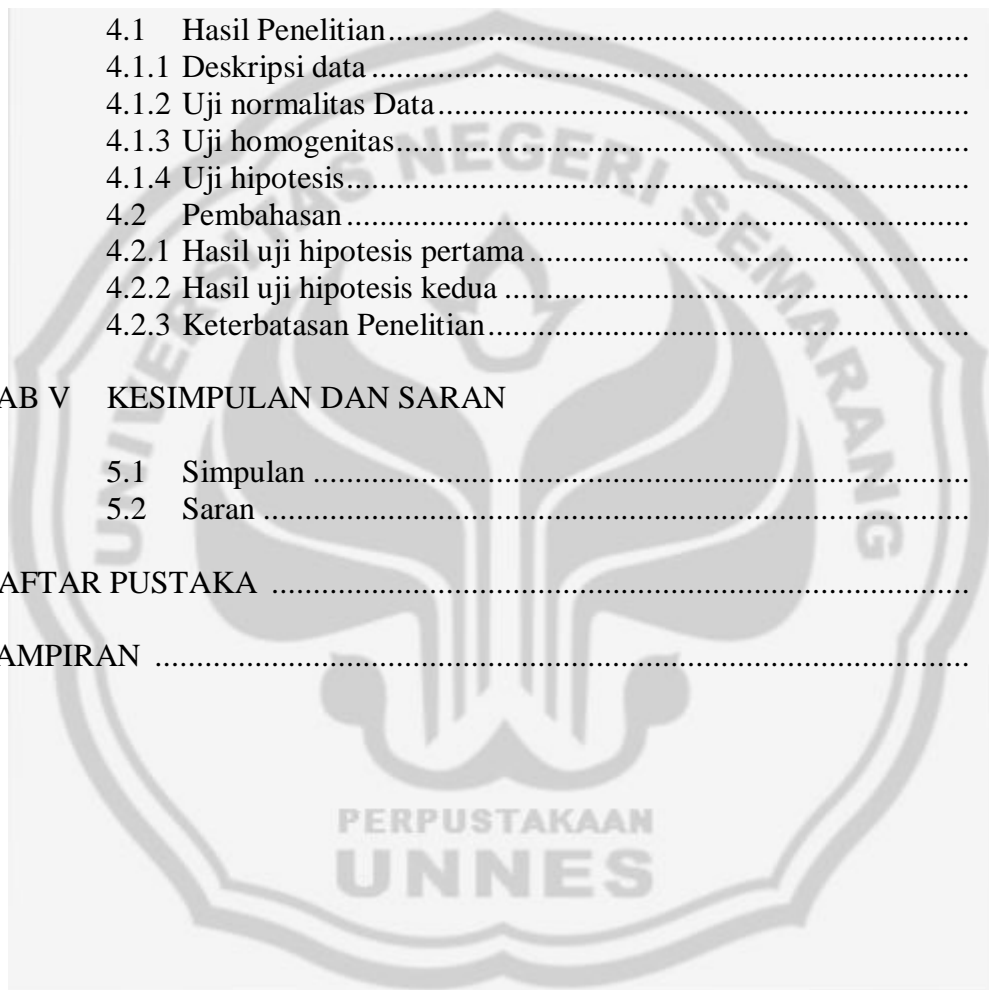 4.1 Hasil Penelitian......................................................................
4.1.1 Deskripsi data ........................................................................
4.1.2 Uji normalitas Data................................................................
4.1.3 Uji homogenitas.....................................................................
4.1.4 Uji hipotesis...........................................................................
4.2 Pembahasan...........................................................................
4.2.1 Hasil uji hipotesis pertama.....................................................
4.2.2 Hasil uji hipotesis kedua ........................................................
4.2.3 Keterbatasan Penelitian..........................................................
AB V KESIMPULAN DAN SARAN
5.1 Simpulan ...............................................................................
5.2 Saran .....................................................................................
AFTAR PUSTAKA ....................................................................................
AMPIRAN ..................................................................................................
UNIVERSITAS NEGERI SEMARANG
PERPUSTAKAAN
UNNES